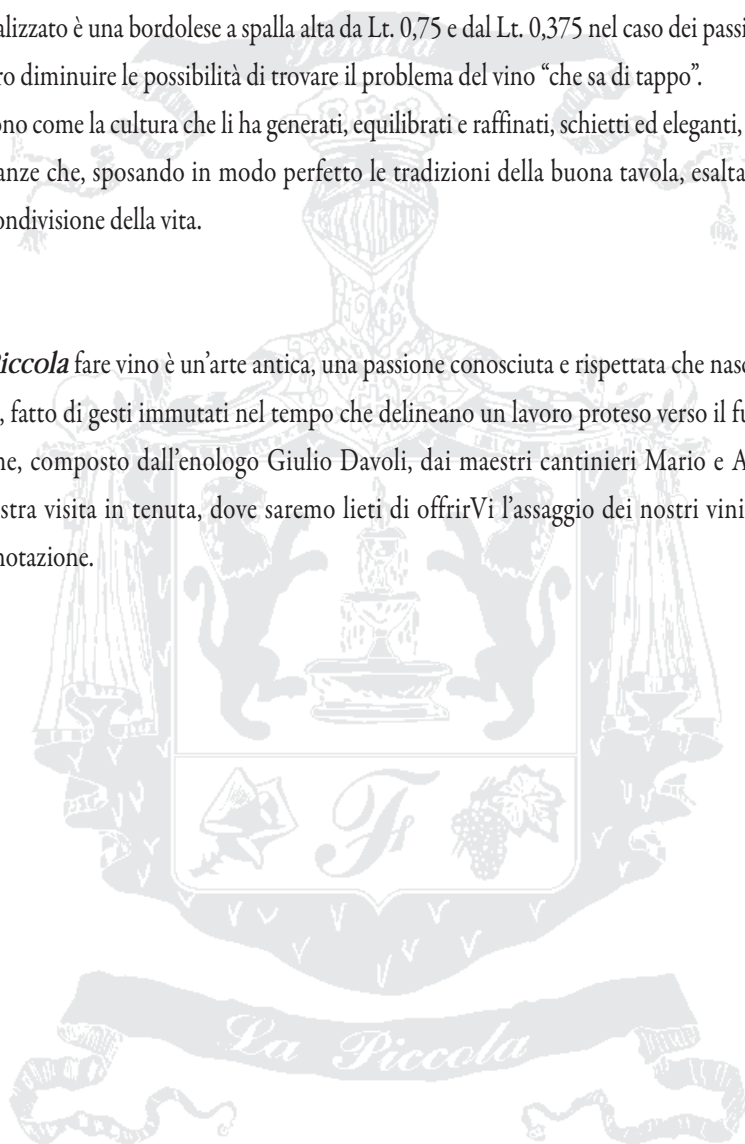 alizzato è una bordolese a spalla alta da Lt. 0,75 e dal Lt. 0,375 nel caso dei passi
Tenuta
ro diminuire le possibilità di trovare il problema del vino “che sa di tappo”.
ono come la cultura che li ha generati, equilibrati e raffinati, schietti ed eleganti,
anze che, sposando in modo perfetto le tradizioni della buona tavola, esalta
ondivisione della vita.
Piccola fare vino è un’arte antica, una passione conosciuta e rispettata che nasc
, fatto di gesti immutati nel tempo che delineano un lavoro proteso verso il fu
ne, composto dall’enologo Giulio Davoli, dai maestri cantinieri Mario e A
stra visita in tenuta, dove saremo lieti di offrirVi l’assaggio dei nostri vini
notazione.
F
La Piccola